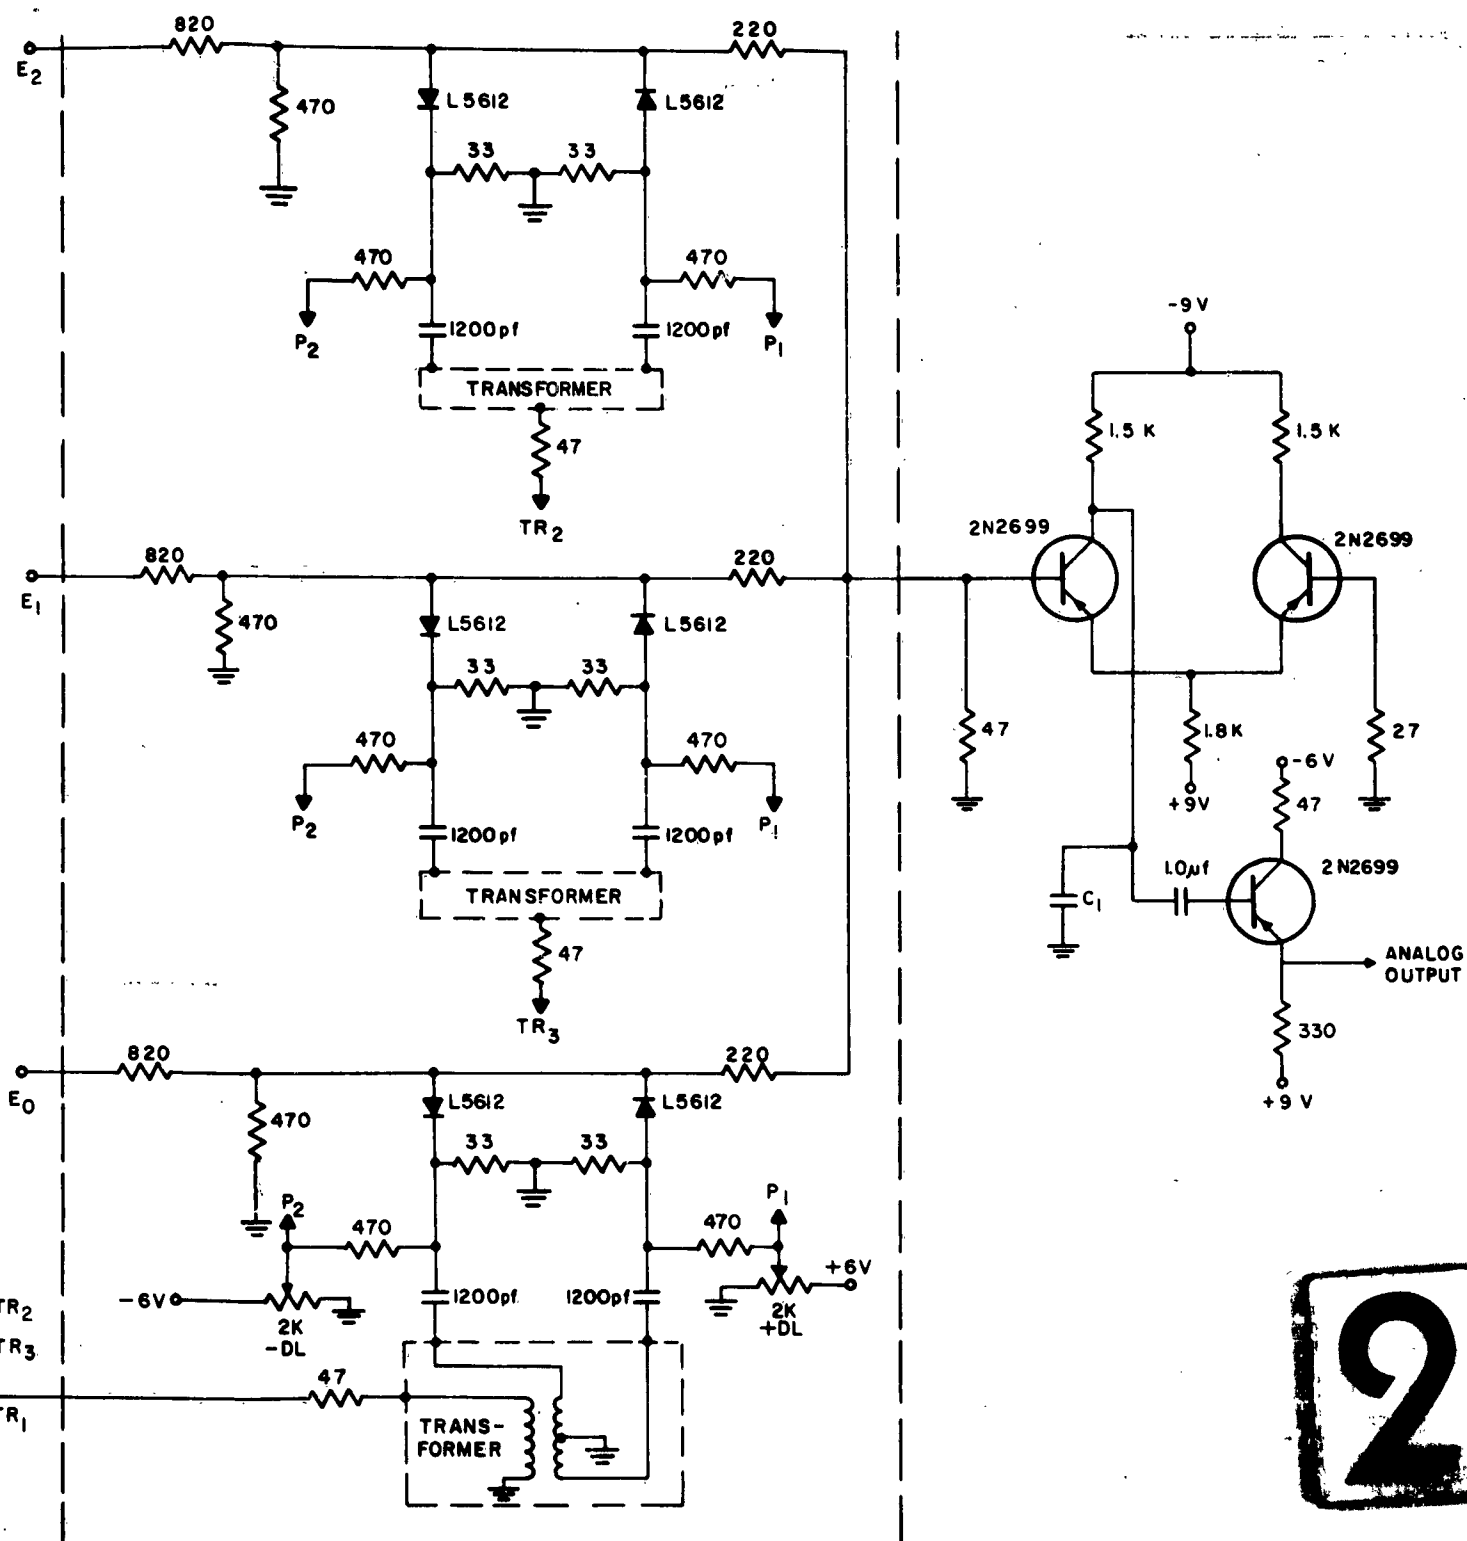 820
220
E2
470
L5612
L5612
33
33
470
470
1200pf
1200pf
P2
P1
TRANSFORMER
47
TR2
-9V
1.5 K
1.5 K
2N2699
2N2699
820
220
E1
470
L5612
L5612
33
33
470
470
47
1.8K
27
+9V
-6V
47
P2
P1
1200pf
1200pf
TRANSFORMER
1.0µf
2N2699
C1
47
TR3
ANALOG
OUTPUT
330
+9V
820
220
E0
470
L5612
L5612
33
33
P2
P1
470
470
-6V
+6V
1200pf
1200pf
2K
-DL
2K
+DL
TR2
TR3
TR1
47
TRANS-
FORMER
2